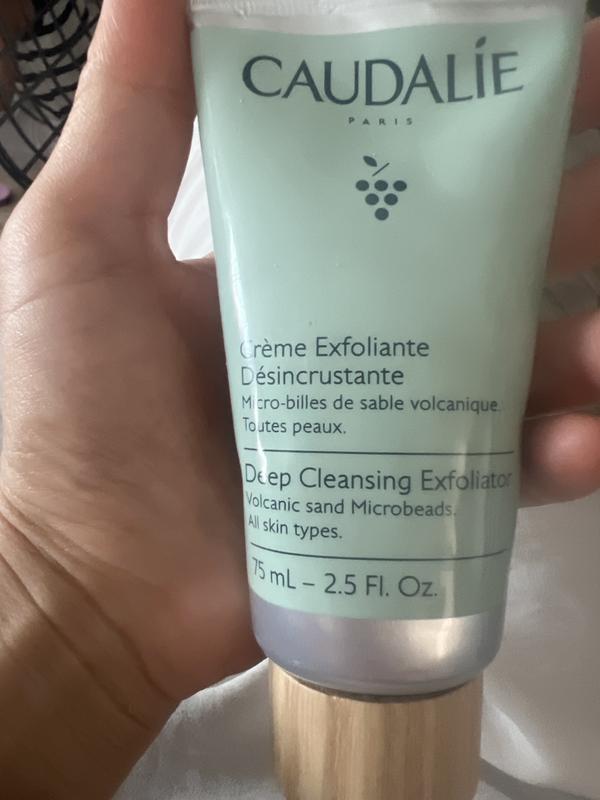 CAUDALÍE
PARIS
Crème Exfoliante
Désincrustante
Micro-billes de sable volcanique.
Toutes peaux.
Deep Cleansing Exfoliator
Volcanic sand Microbeads.
All skin types.
75 mL – 2.5 Fl. Oz.